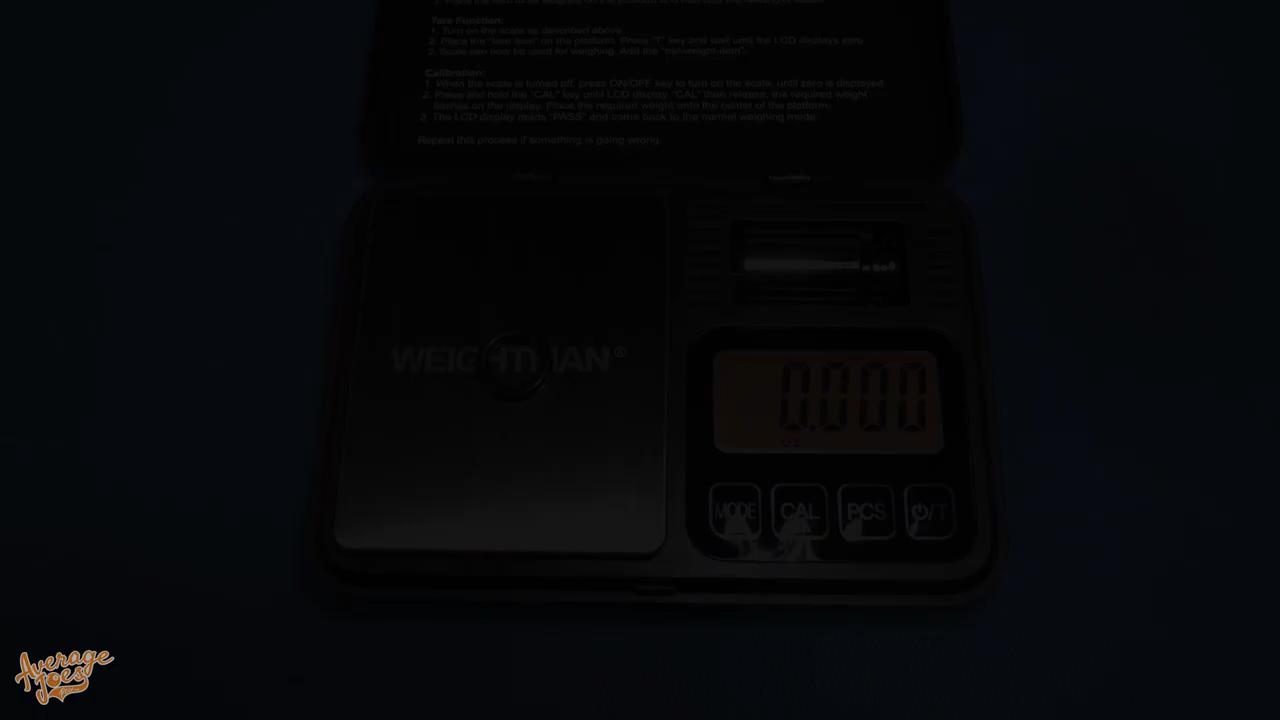 Tare Function:
1. Turn on the scale as described above.
2. Place the "tare item" on the platform. Press "T" key and wait until the LCD displays zero.
3. Scale can now be used for weighing. Add the "netweight-item".
Calibration:
1. When the scale is turned off, press ON/OFF key to turn on the scale, until zero is displayed.
2. Press and hold the "CAL" key until LCD display "CAL" then release, the required weight
flashes on the display. Place the required weight onto the center of the platform.
3. The LCD display reads "PASS" and come back to the normal weighing mode.
Repeat this process if something is going wrong.
WEIGHTMAN®
0.000
oz
MODE CAL PCS ⏻/T
Average
Joes